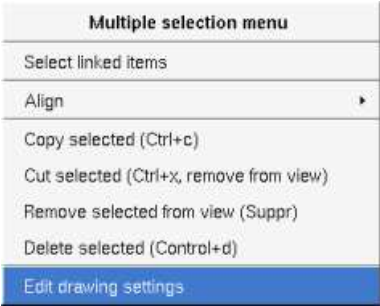 Multiple selection menu
Select linked items
Align
Copy selected (Ctrl+c)
Cut selected (Ctrl+x, remove from view)
Remove selected from view (Suppr)
Delete selected (Control+d)
Edit drawing settings